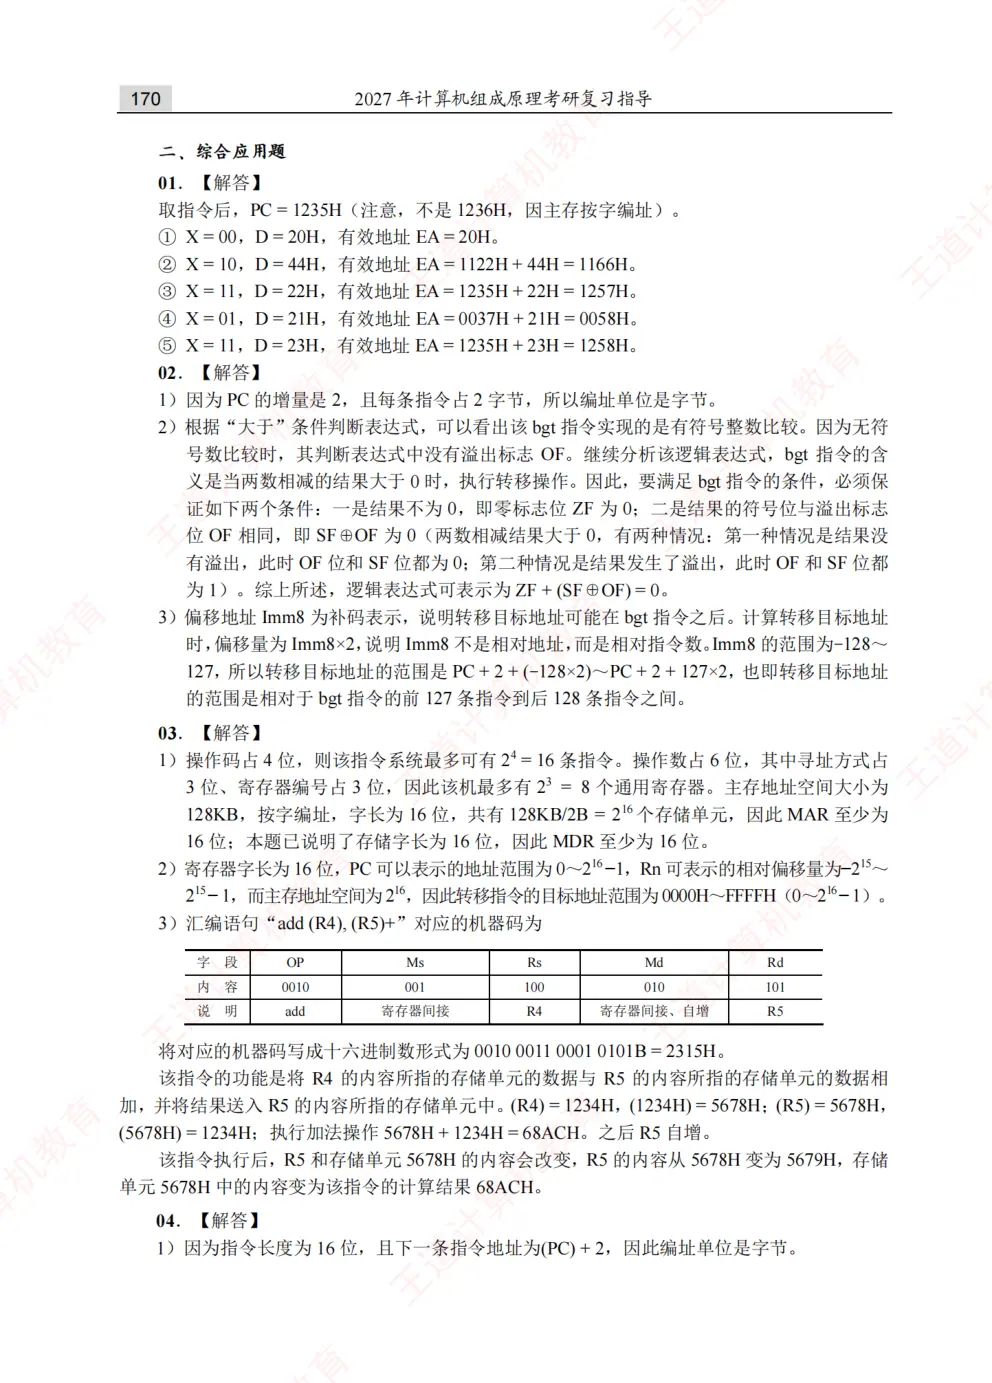 170
2027年计算机组成原理考研复习指导
二、综合应用题
01. 【解答】
取指令后，PC = 1235H（注意，不是 1236H，因主存按字编址）。
① X = 00，D = 20H，有效地址 EA = 20H。
② X = 10，D = 44H，有效地址 EA = 1122H + 44H = 1166H。
③ X = 11，D = 22H，有效地址 EA = 1235H + 22H = 1257H。
④ X = 01，D = 21H，有效地址 EA = 0037H + 21H = 0058H。
⑤ X = 11，D = 23H，有效地址 EA = 1235H + 23H = 1258H。
02. 【解答】
1）因为 PC 的增量是 2，且每条指令占 2 字节，所以编址单位是字节。
2）根据“大于”条件判断表达式，可以看出该 bgt 指令实现的是有符号整数比较。因为无符
号数比较时，其判断表达式中没有溢出标志 OF。继续分析该逻辑表达式，bgt 指令的含
义是当两数相减的结果大于 0 时，执行转移操作。因此，要满足 bgt 指令的条件，必须保
证如下两个条件：一是结果不为 0，即零标志位 ZF 为 0；二是结果的符号位与溢出标志
位 OF 相同，即 SF⊕OF 为 0（两数相减结果大于 0，有两种情况：第一种情况是结果没
有溢出，此时 OF 位和 SF 位都为 0；第二种情况是结果发生了溢出，此时 OF 和 SF 位都
为 1）。综上所述，逻辑表达式可表示为 ZF + (SF⊕OF) = 0。
3）偏移地址 Imm8 为补码表示，说明转移目标地址可能在 bgt 指令之后。计算转移目标地址
时，偏移量为 Imm8×2，说明 Imm8 不是相对地址，而是相对指令数。Imm8 的范围为−128～
127，所以转移目标地址的范围是 PC + 2 + (−128×2)～PC + 2 + 127×2，也即转移目标地址
的范围是相对于 bgt 指令的前 127 条指令到后 128 条指令之间。
03. 【解答】
1）操作码占 4 位，则该指令系统最多可有 2⁴ = 16 条指令。操作数占 6 位，其中寻址方式占
3 位、寄存器编号占 3 位，因此该机最多有 2³ = 8 个通用寄存器。主存地址空间大小为
128KB，按字编址，字长为 16 位，共有 128KB/2B = 2¹⁶ 个存储单元，因此 MAR 至少为
16 位；本题已说明了存储字长为 16 位，因此 MDR 至少为 16 位。
2）寄存器字长为 16 位，PC 可以表示的地址范围为 0～2¹⁶−1，Rn 可表示的相对偏移量为−2¹⁵～
2¹⁵−1，而主存地址空间为 2¹⁶，因此转移指令的目标地址范围为 0000H～FFFFH（0～2¹⁶−1）。
3）汇编语句“add (R4), (R5)+”对应的机器码为
字 段 OP Ms Rs Md Rd
内 容 0010 001 100 010 101
说 明 add 寄存器间接 R4 寄存器间接、自增 R5
将对应的机器码写成十六进制数形式为 0010 0011 0001 0101B = 2315H。
该指令的功能是将 R4 的内容所指的存储单元的数据与 R5 的内容所指的存储单元的数据相
加，并将结果送入 R5 的内容所指的存储单元中。(R4) = 1234H，(1234H) = 5678H；(R5) = 5678H，
(5678H) = 1234H；执行加法操作 5678H + 1234H = 68ACH。之后 R5 自增。
该指令执行后，R5 和存储单元 5678H 的内容会改变，R5 的内容从 5678H 变为 5679H，存储
单元 5678H 中的内容变为该指令的计算结果 68ACH。
04. 【解答】
1）因为指令长度为 16 位，且下一条指令地址为(PC) + 2，因此编址单位是字节。